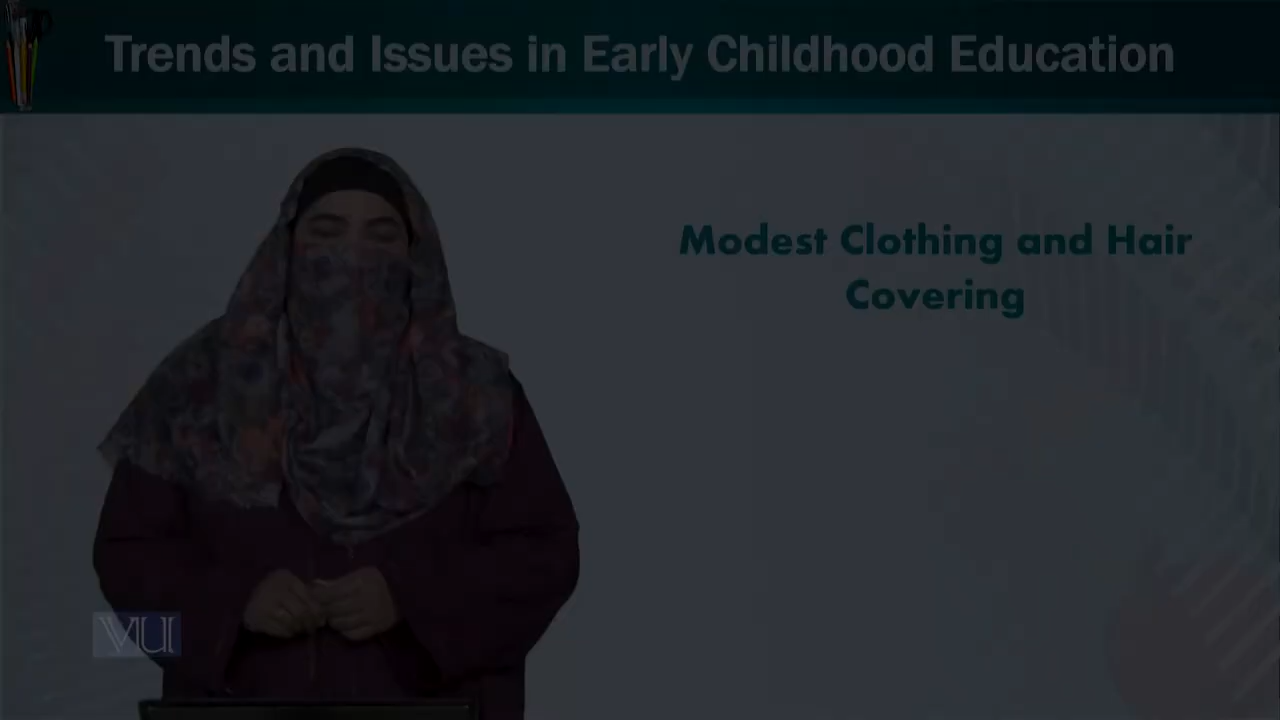 Trends and Issues in Early Childhood Education
Modest Clothing and Hair
Covering
VU